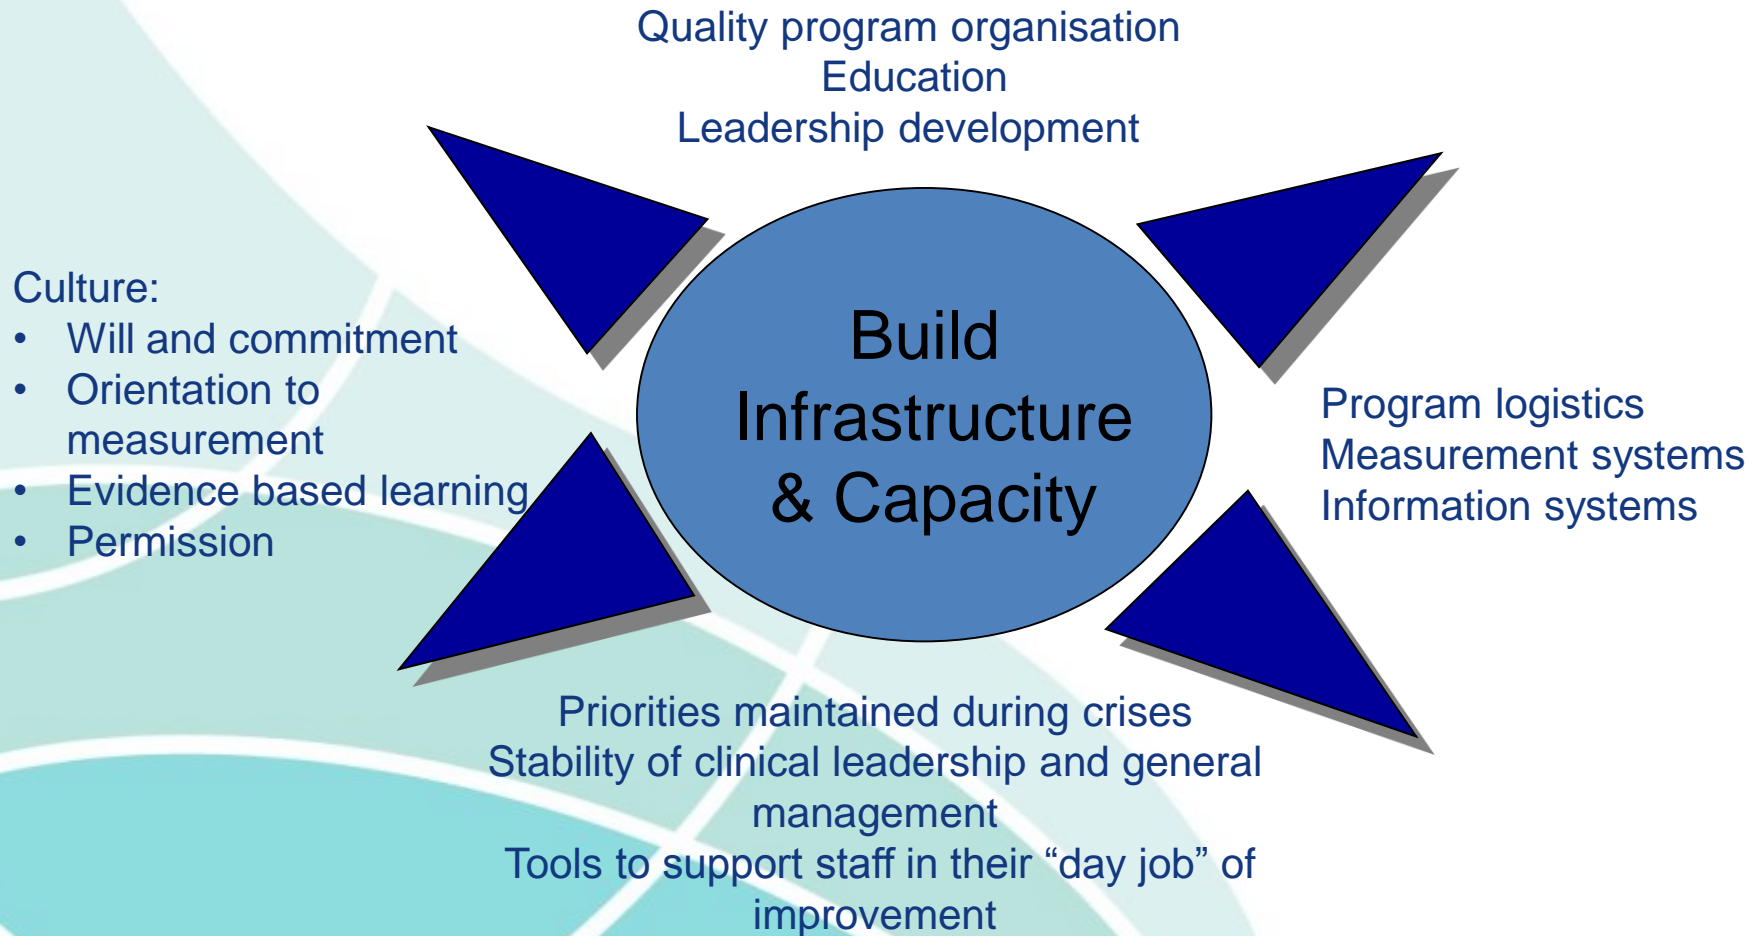 Quality program organisation
Education
Leadership development
Culture:
• Will and commitment
• Orientation to
measurement
• Evidence based learning
• Permission
Build
Infrastructure
& Capacity
Program logistics
Measurement systems
Information systems
Priorities maintained during crises
Stability of clinical leadership and general
management
Tools to support staff in their “day job” of
improvement